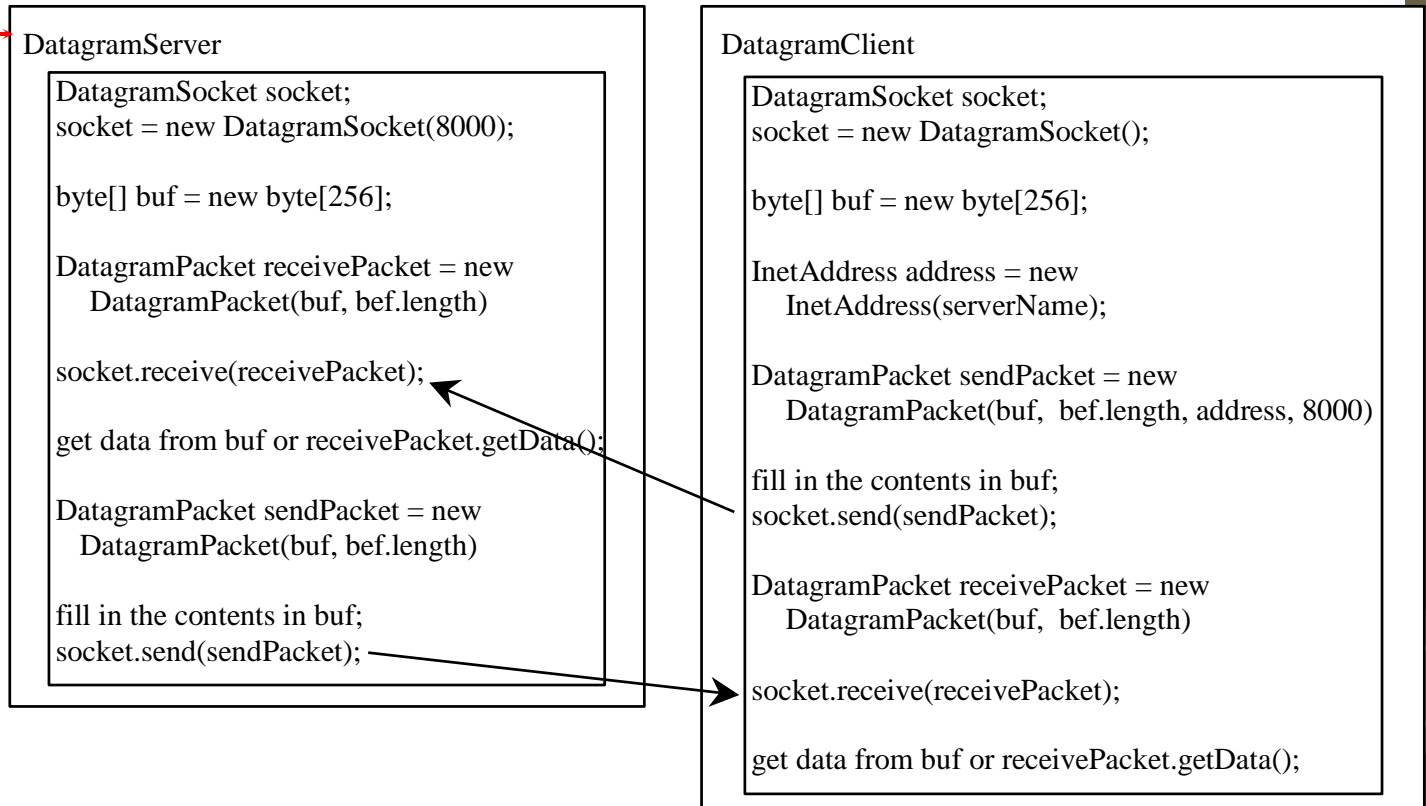 DatagramServer
DatagramSocket socket;
socket = new DatagramSocket(8000);
byte[] buf = new byte[256];
DatagramPacket receivePacket = new
DatagramPacket(buf, bef.length)
socket.receive(receivePacket);
get data from buf or receivePacket.getData();
DatagramPacket sendPacket = new
DatagramPacket(buf, bef.length)
fill in the contents in buf;
socket.send(sendPacket);
DatagramClient
DatagramSocket socket;
socket = new DatagramSocket();
byte[] buf = new byte[256];
InetAddress address = new
InetAddress(serverName);
DatagramPacket sendPacket = new
DatagramPacket(buf, bef.length, address, 8000)
fill in the contents in buf;
socket.send(sendPacket);
DatagramPacket receivePacket = new
DatagramPacket(buf, bef.length)
socket.receive(receivePacket);
get data from buf or receivePacket.getData();